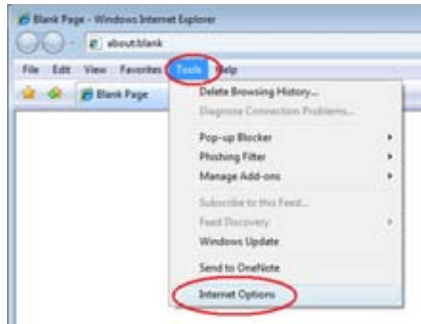 Blank Page - Windows Internet Explorer
about:blank
File Edit View Favorites Tools Help
Blank Page
Delete Browsing History...
Diagnose Connection Problems...
Pop-up Blocker
Phishing Filter
Manage Add-ons
Subscribe to this Feed...
Feed Discovery
Windows Update
Send to OneNote
Internet Options